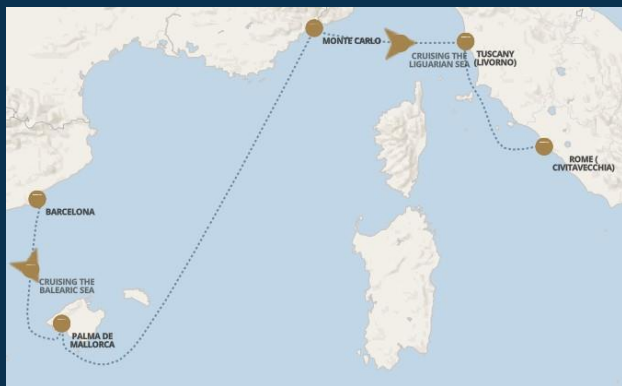 MONTE CARLO
CRUISING THE
LIGUARIAN SEA
TUSCANY
(LIVORNO)
ROME (
CIVITAVECCHIA)
BARCELONA
CRUISING THE
BALEARIC SEA
PALMA DE
MALLORCA